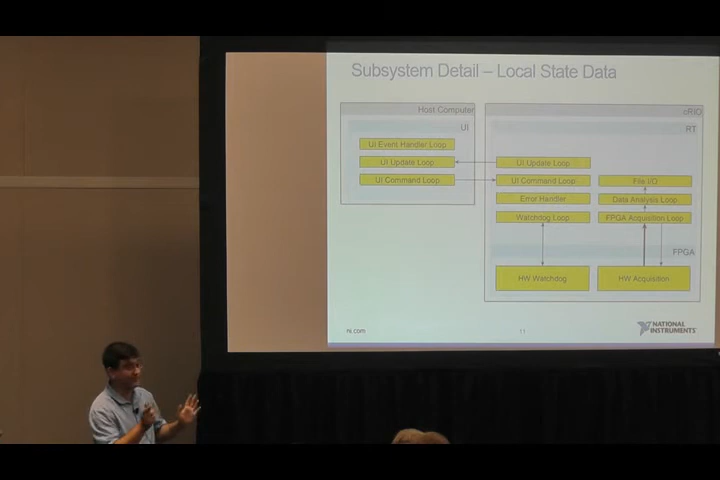 Subsystem Detail – Local State Data
Host Computer
UI
UI Event Handler Loop
UI Update Loop
UI Command Loop
cRIO
RT
UI Update Loop
UI Command Loop
Error Handler
Watchdog Loop
File I/O
Data Analysis Loop
FPGA Acquisition Loop
FPGA
HW Watchdog
HW Acquisition
ni.com
11
NATIONAL
INSTRUMENTS